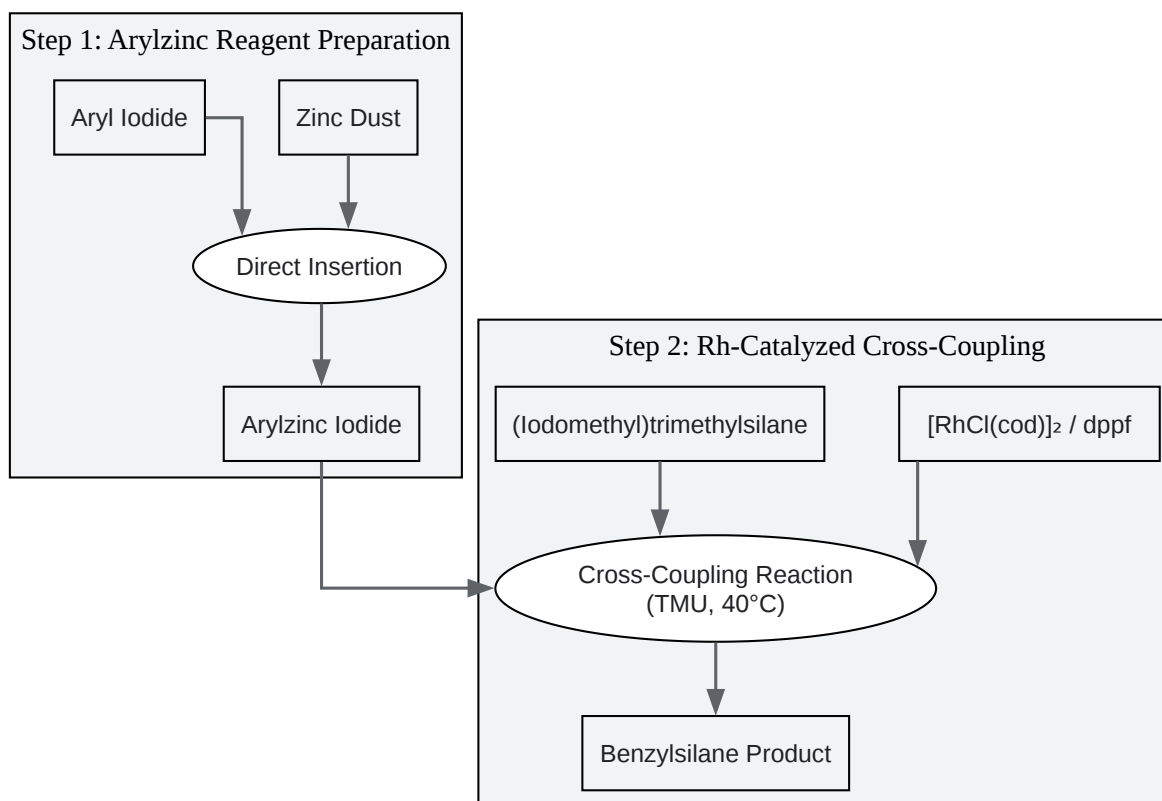 Step 1: Arylzinc Reagent Preparation
Aryl Iodide
Zinc Dust
Direct Insertion
Arylzinc Iodide
Step 2: Rh-Catalyzed Cross-Coupling
(Iodomethyl)trimethylsilane
[RhCl(cod)]₂ / dppf
Cross-Coupling Reaction
(TMU, 40°C)
Benzylsilane Product